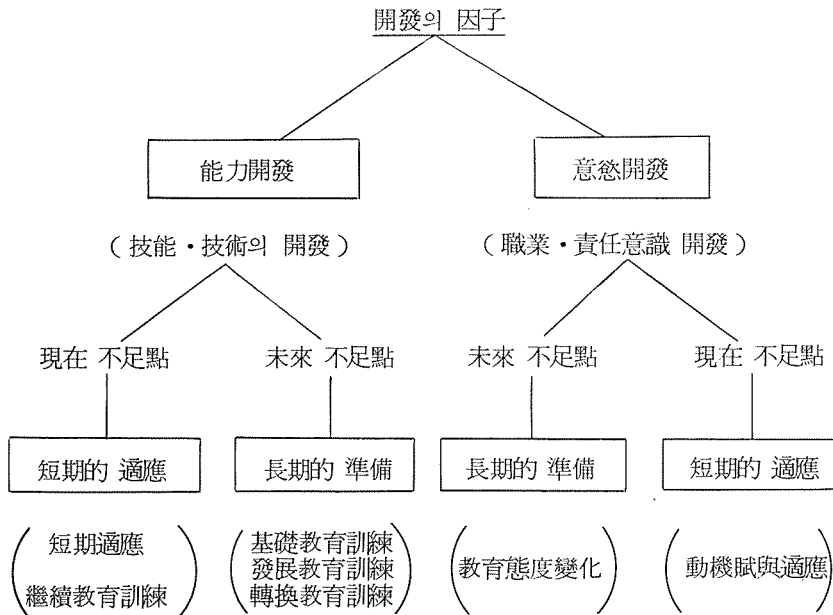 開發의 因子
能力開發 意慾開發
( 技能・技術의 開發 ) ( 職業・責任意識 開發 )
現在 不足點 未來 不足點 未來 不足點 現在 不足點
短期的 適應 長期的 準備 長期的 準備 短期的 適應
短期適應
繼續教育訓練
基礎教育訓練
發展教育訓練
轉換教育訓練
教育態度變化
動機賦與適應